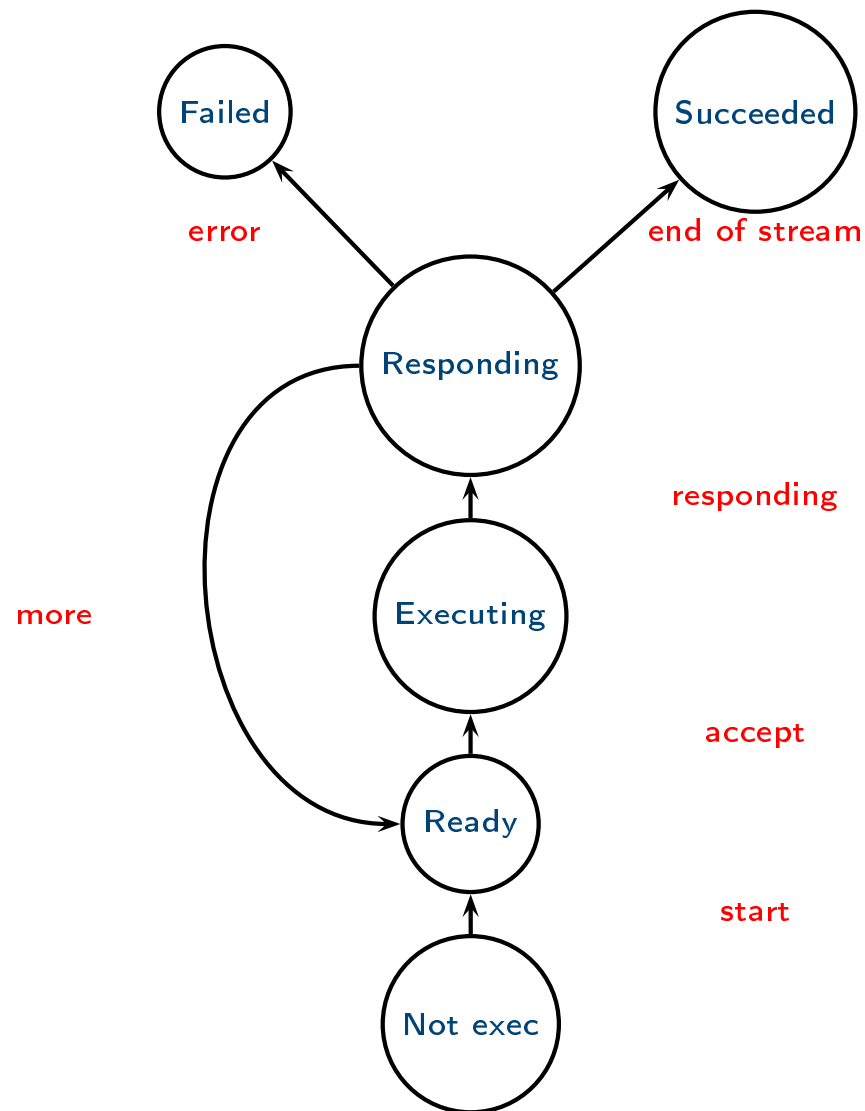 Failed
Succeeded
error
end of stream
Responding
responding
more
Executing
accept
Ready
start
Not exec